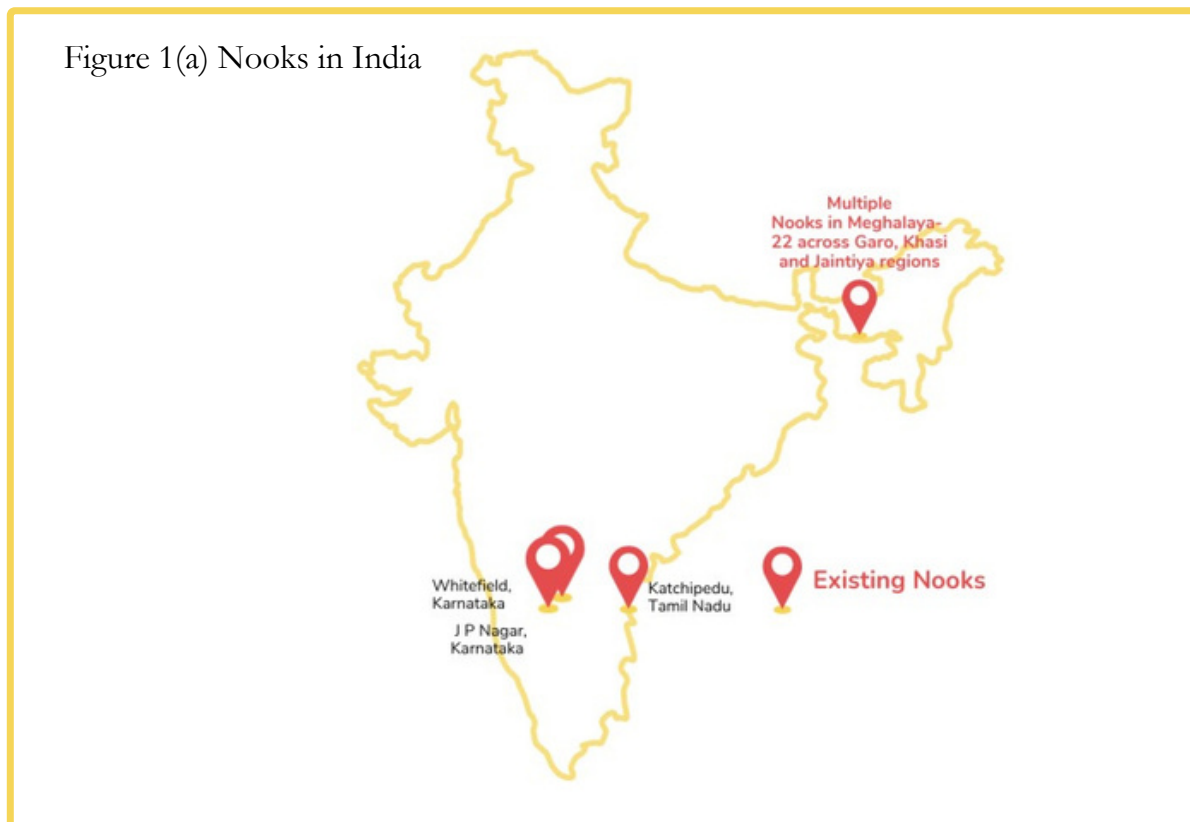 Figure 1(a) Nooks in India
Multiple
Nooks in Meghalaya-
22 across Garo, Khasi
and Jaintiya regions
Whitefield,
Karnataka
J P Nagar,
Karnataka
Katchipedu,
Tamil Nadu
Existing Nooks